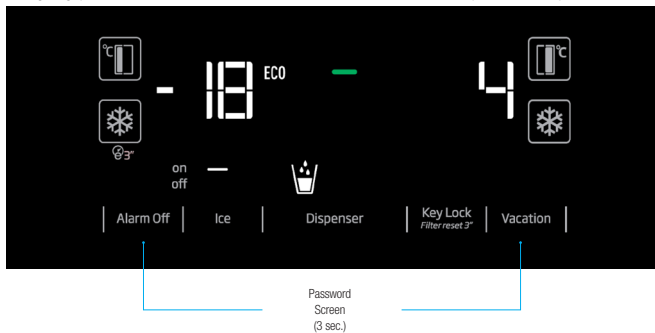 °C
°C
-18
ECO
4
3"
on
off
Alarm Off
Ice
Dispenser
Key Lock
Filter reset 3"
Vacation
Password
Screen
(3 sec.)